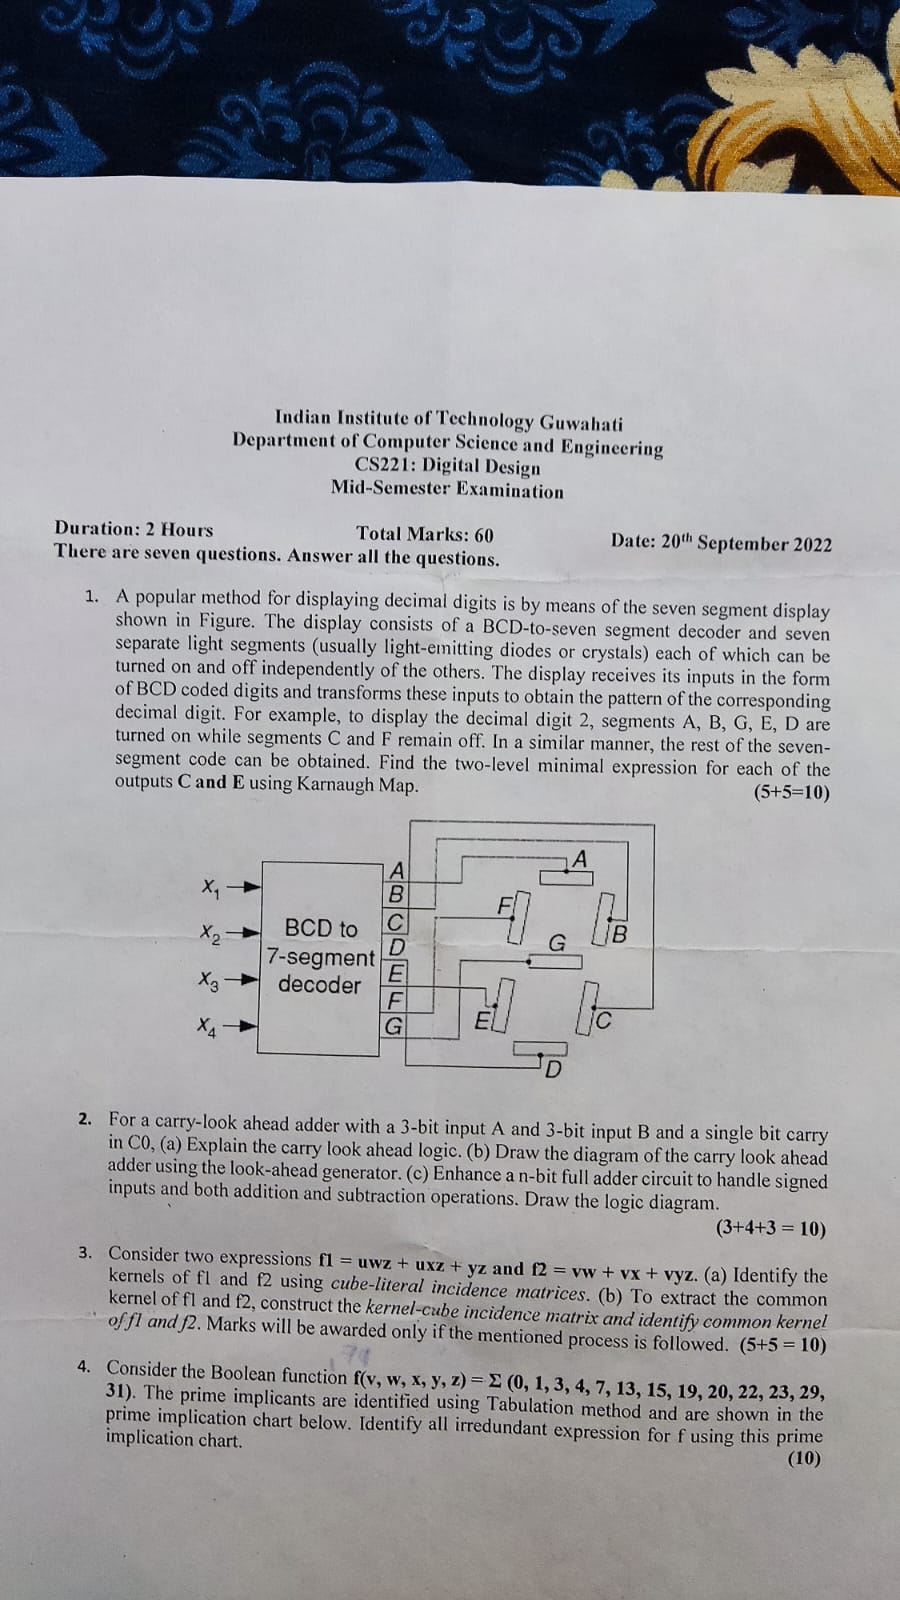 Indian Institute of Technology Guwahati
Department of Computer Science and Engineering
CS221: Digital Design
Mid-Semester Examination
Duration: 2 Hours Total Marks: 60 Date: 20th September 2022
There are seven questions. Answer all the questions.
1. A popular method for displaying decimal digits is by means of the seven segment display
shown in Figure. The display consists of a BCD-to-seven segment decoder and seven
separate light segments (usually light-emitting diodes or crystals) each of which can be
turned on and off independently of the others. The display receives its inputs in the form
of BCD coded digits and transforms these inputs to obtain the pattern of the corresponding
decimal digit. For example, to display the decimal digit 2, segments A, B, G, E, D are
turned on while segments C and F remain off. In a similar manner, the rest of the seven-
segment code can be obtained. Find the two-level minimal expression for each of the
outputs C and E using Karnaugh Map. (5+5=10)
X1
X2
X3
X4
BCD to
7-segment
decoder
A
B
C
D
E
F
G
A
F
B
G
E
C
D
2. For a carry-look ahead adder with a 3-bit input A and 3-bit input B and a single bit carry
in C0, (a) Explain the carry look ahead logic. (b) Draw the diagram of the carry look ahead
adder using the look-ahead generator. (c) Enhance a n-bit full adder circuit to handle signed
inputs and both addition and subtraction operations. Draw the logic diagram.
(3+4+3 = 10)
3. Consider two expressions f1 = uwz + uxz + yz and f2 = vw + vx + vyz. (a) Identify the
kernels of f1 and f2 using cube-literal incidence matrices. (b) To extract the common
kernel of f1 and f2, construct the kernel-cube incidence matrix and identify common kernel
of f1 and f2. Marks will be awarded only if the mentioned process is followed. (5+5 = 10)
4. Consider the Boolean function f(v, w, x, y, z) = Σ (0, 1, 3, 4, 7, 13, 15, 19, 20, 22, 23, 29,
31). The prime implicants are identified using Tabulation method and are shown in the
prime implication chart below. Identify all irredundant expression for f using this prime
implication chart. (10)